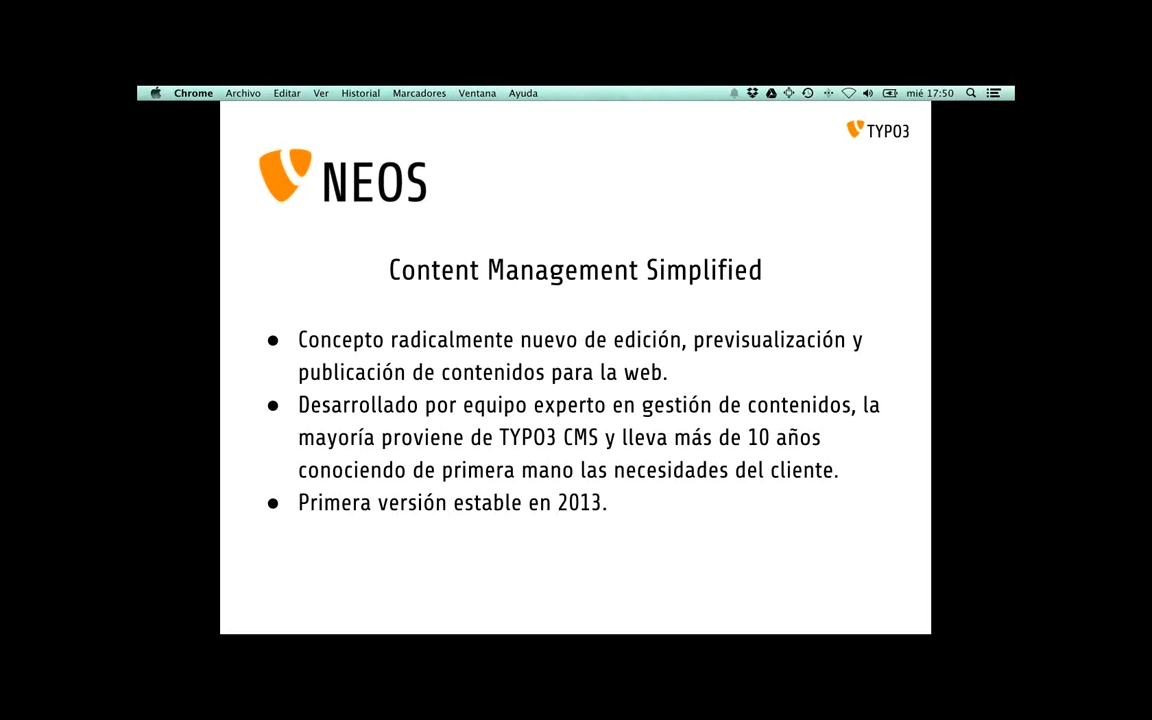 Chrome Archivo Editar Ver Historial Marcadores Ventana Ayuda mié 17:50
TYPO3
NEOS
Content Management Simplified
● Concepto radicalmente nuevo de edición, previsualización y
publicación de contenidos para la web.
● Desarrollado por equipo experto en gestión de contenidos, la
mayoría proviene de TYPO3 CMS y lleva más de 10 años
conociendo de primera mano las necesidades del cliente.
● Primera versión estable en 2013.